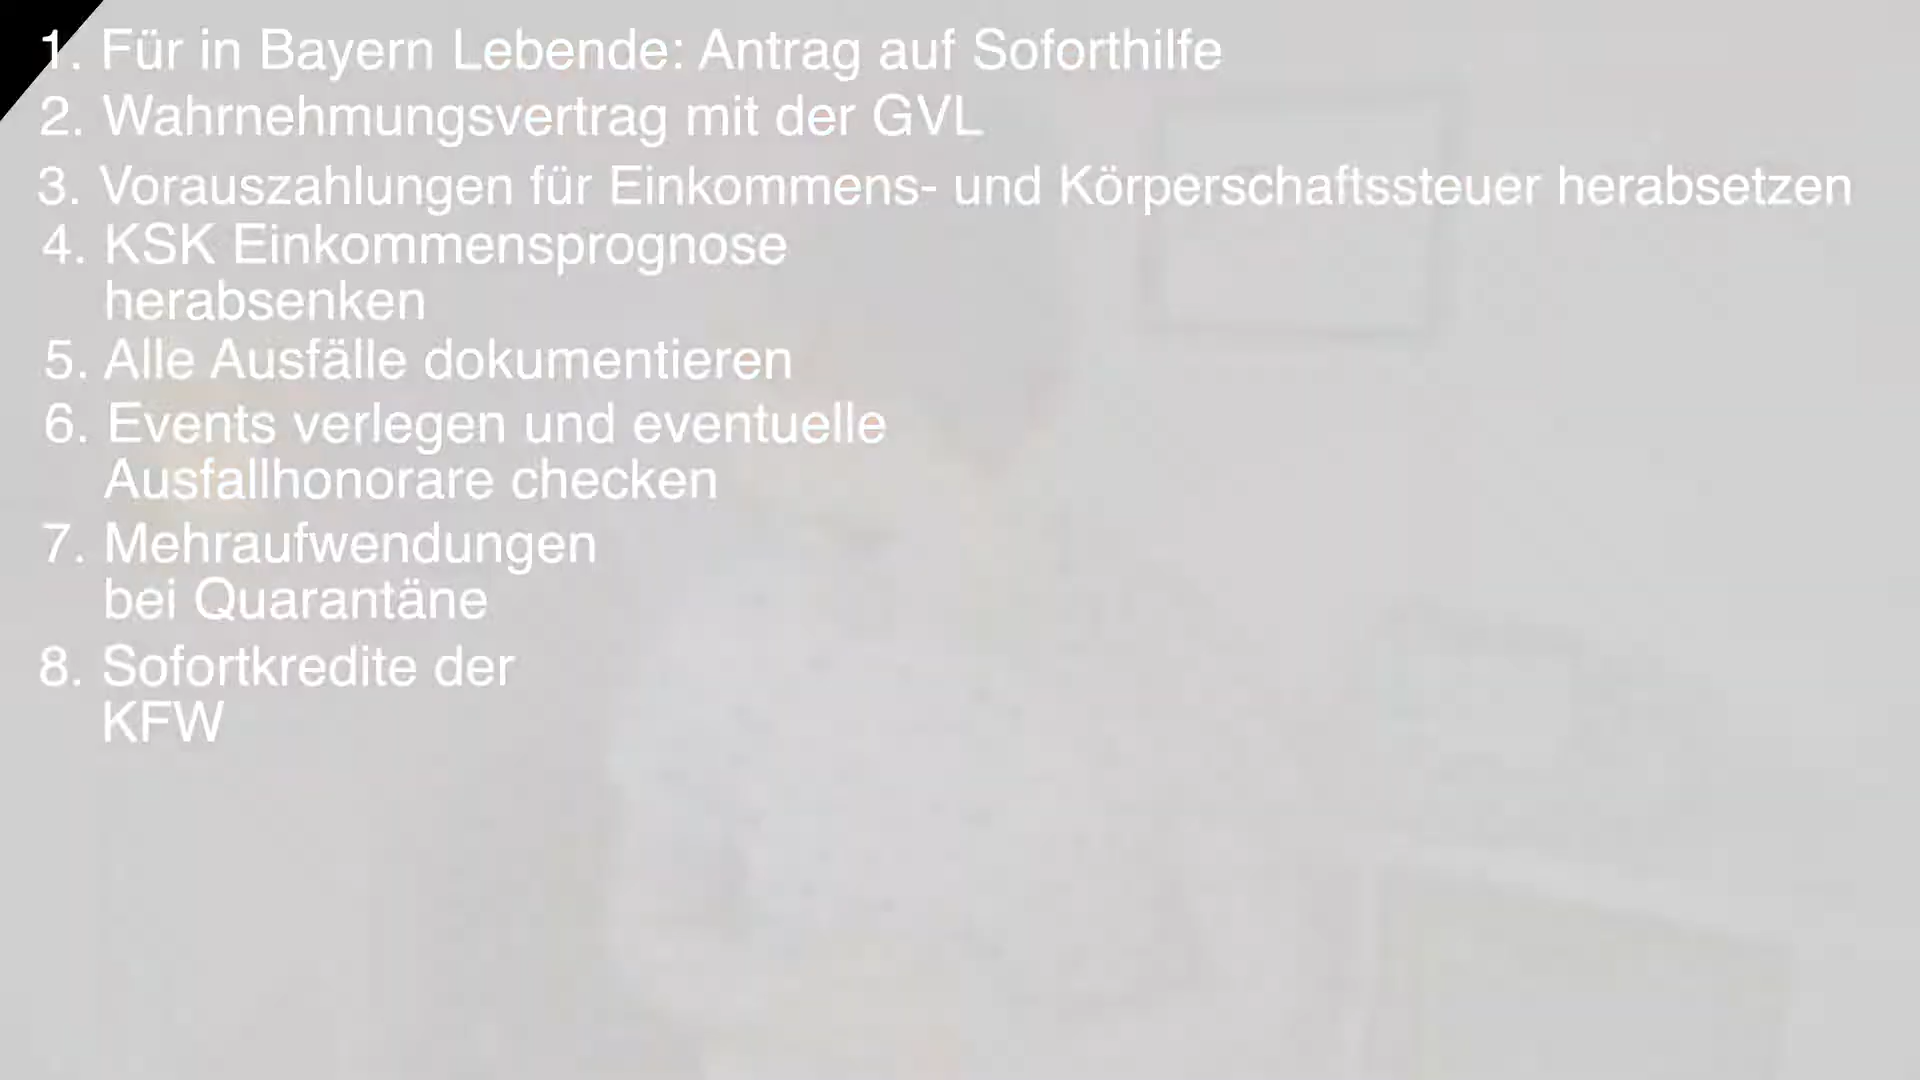 1. Für in Bayern Lebende: Antrag auf Soforthilfe
2. Wahrnehmungsvertrag mit der GVL
3. Vorauszahlungen für Einkommens- und Körperschaftssteuer herabsetzen
4. KSK Einkommensprognose
herabsenken
5. Alle Ausfälle dokumentieren
6. Events verlegen und eventuelle
Ausfallhonorare checken
7. Mehraufwendungen
bei Quarantäne
8. Sofortkredite der
KFW